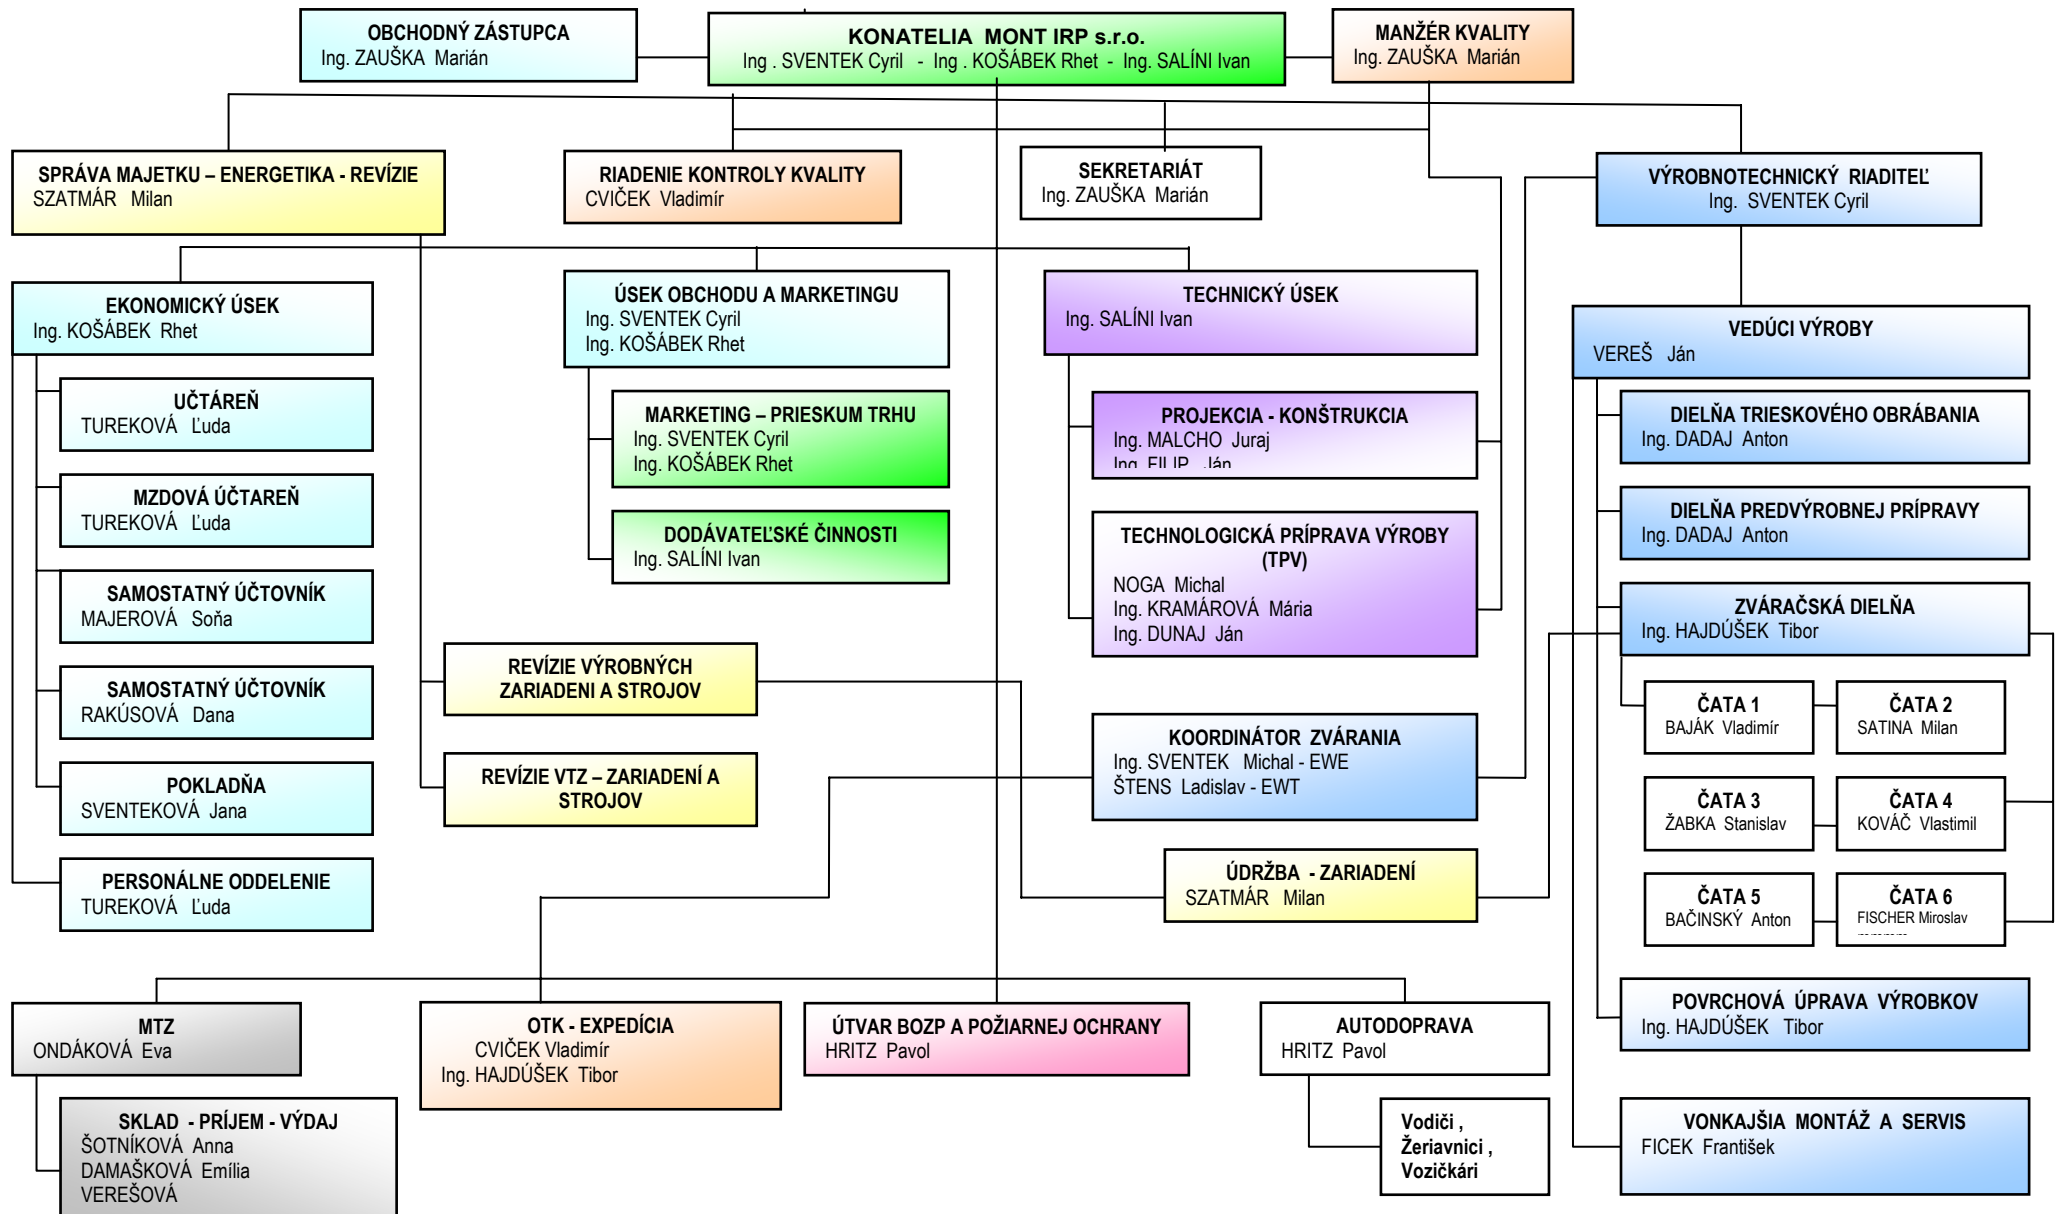 OBCHODNÝ ZÁSTUPCA
Ing. ZAUŠKA Marián
KONATELIA MONT IRP s.r.o.
Ing . SVENTEK Cyril - Ing . KOŠÁBEK Rhet - Ing. SALÍNI Ivan
MANŽÉR KVALITY
Ing. ZAUŠKA Marián
SPRÁVA MAJETKU – ENERGETIKA - REVÍZIE
SZATMÁR Milan
RIADENIE KONTROLY KVALITY
CVIČEK Vladimír
SEKRETARIÁT
Ing. ZAUŠKA Marián
VÝROBNOTECHNICKÝ RIADITEĽ
Ing. SVENTEK Cyril
EKONOMICKÝ ÚSEK
Ing. KOŠÁBEK Rhet
ÚSEK OBCHODU A MARKETINGU
Ing. SVENTEK Cyril
Ing. KOŠÁBEK Rhet
TECHNICKÝ ÚSEK
Ing. SALÍNI Ivan
VEDÚCI VÝROBY
VEREŠ Ján
UČTÁREŇ
TUREKOVÁ Ľuda
MARKETING – PRIESKUM TRHU
Ing. SVENTEK Cyril
Ing. KOŠÁBEK Rhet
PROJEKCIA - KONŠTRUKCIA
Ing. MALCHO Juraj
Ing. FILIP Ján
DIELŇA TRIESKOVÉHO OBRÁBANIA
Ing. DADAJ Anton
MZDOVÁ ÚČTAREŇ
TUREKOVÁ Ľuda
DODÁVATEĽSKÉ ČINNOSTI
Ing. SALÍNI Ivan
TECHNOLOGICKÁ PRÍPRAVA VÝROBY
(TPV)
NOGA Michal
Ing. KRAMÁROVÁ Mária
Ing. DUNAJ Ján
DIELŇA PREDVÝROBNEJ PRÍPRAVY
Ing. DADAJ Anton
SAMOSTATNÝ ÚČTOVNÍK
MAJEROVÁ Soňa
ZVÁRAČSKÁ DIELŇA
Ing. HAJDÚŠEK Tibor
SAMOSTATNÝ ÚČTOVNÍK
RAKÚSOVÁ Dana
REVÍZIE VÝROBNÝCH
ZARIADENI A STROJOV
ČATA 1
BAJÁK Vladimír
ČATA 2
SATINA Milan
KOORDINÁTOR ZVÁRANIA
Ing. SVENTEK Michal - EWE
ŠTENS Ladislav - EWT
POKLADŇA
SVENTEKOVÁ Jana
REVÍZIE VTZ – ZARIADENÍ A
STROJOV
ČATA 3
ŽABKA Stanislav
ČATA 4
KOVÁČ Vlastimil
PERSONÁLNE ODDELENIE
TUREKOVÁ Ľuda
ÚDRŽBA - ZARIADENÍ
SZATMÁR Milan
ČATA 5
BAČINSKÝ Anton
ČATA 6
FISCHER Miroslav
MTZ
ONDÁKOVÁ Eva
OTK - EXPEDÍCIA
CVIČEK Vladimír
Ing. HAJDÚŠEK Tibor
ÚTVAR BOZP A POŽIARNEJ OCHRANY
HRITZ Pavol
AUTODOPRAVA
HRITZ Pavol
POVRCHOVÁ ÚPRAVA VÝROBKOV
Ing. HAJDÚŠEK Tibor
SKLAD - PRÍJEM - VÝDAJ
ŠOTNÍKOVÁ Anna
DAMAŠKOVÁ Emília
VEREŠOVÁ
Vodiči ,
Žeriavnici ,
Vozičkári
VONKAJŠIA MONTÁŽ A SERVIS
FICEK František